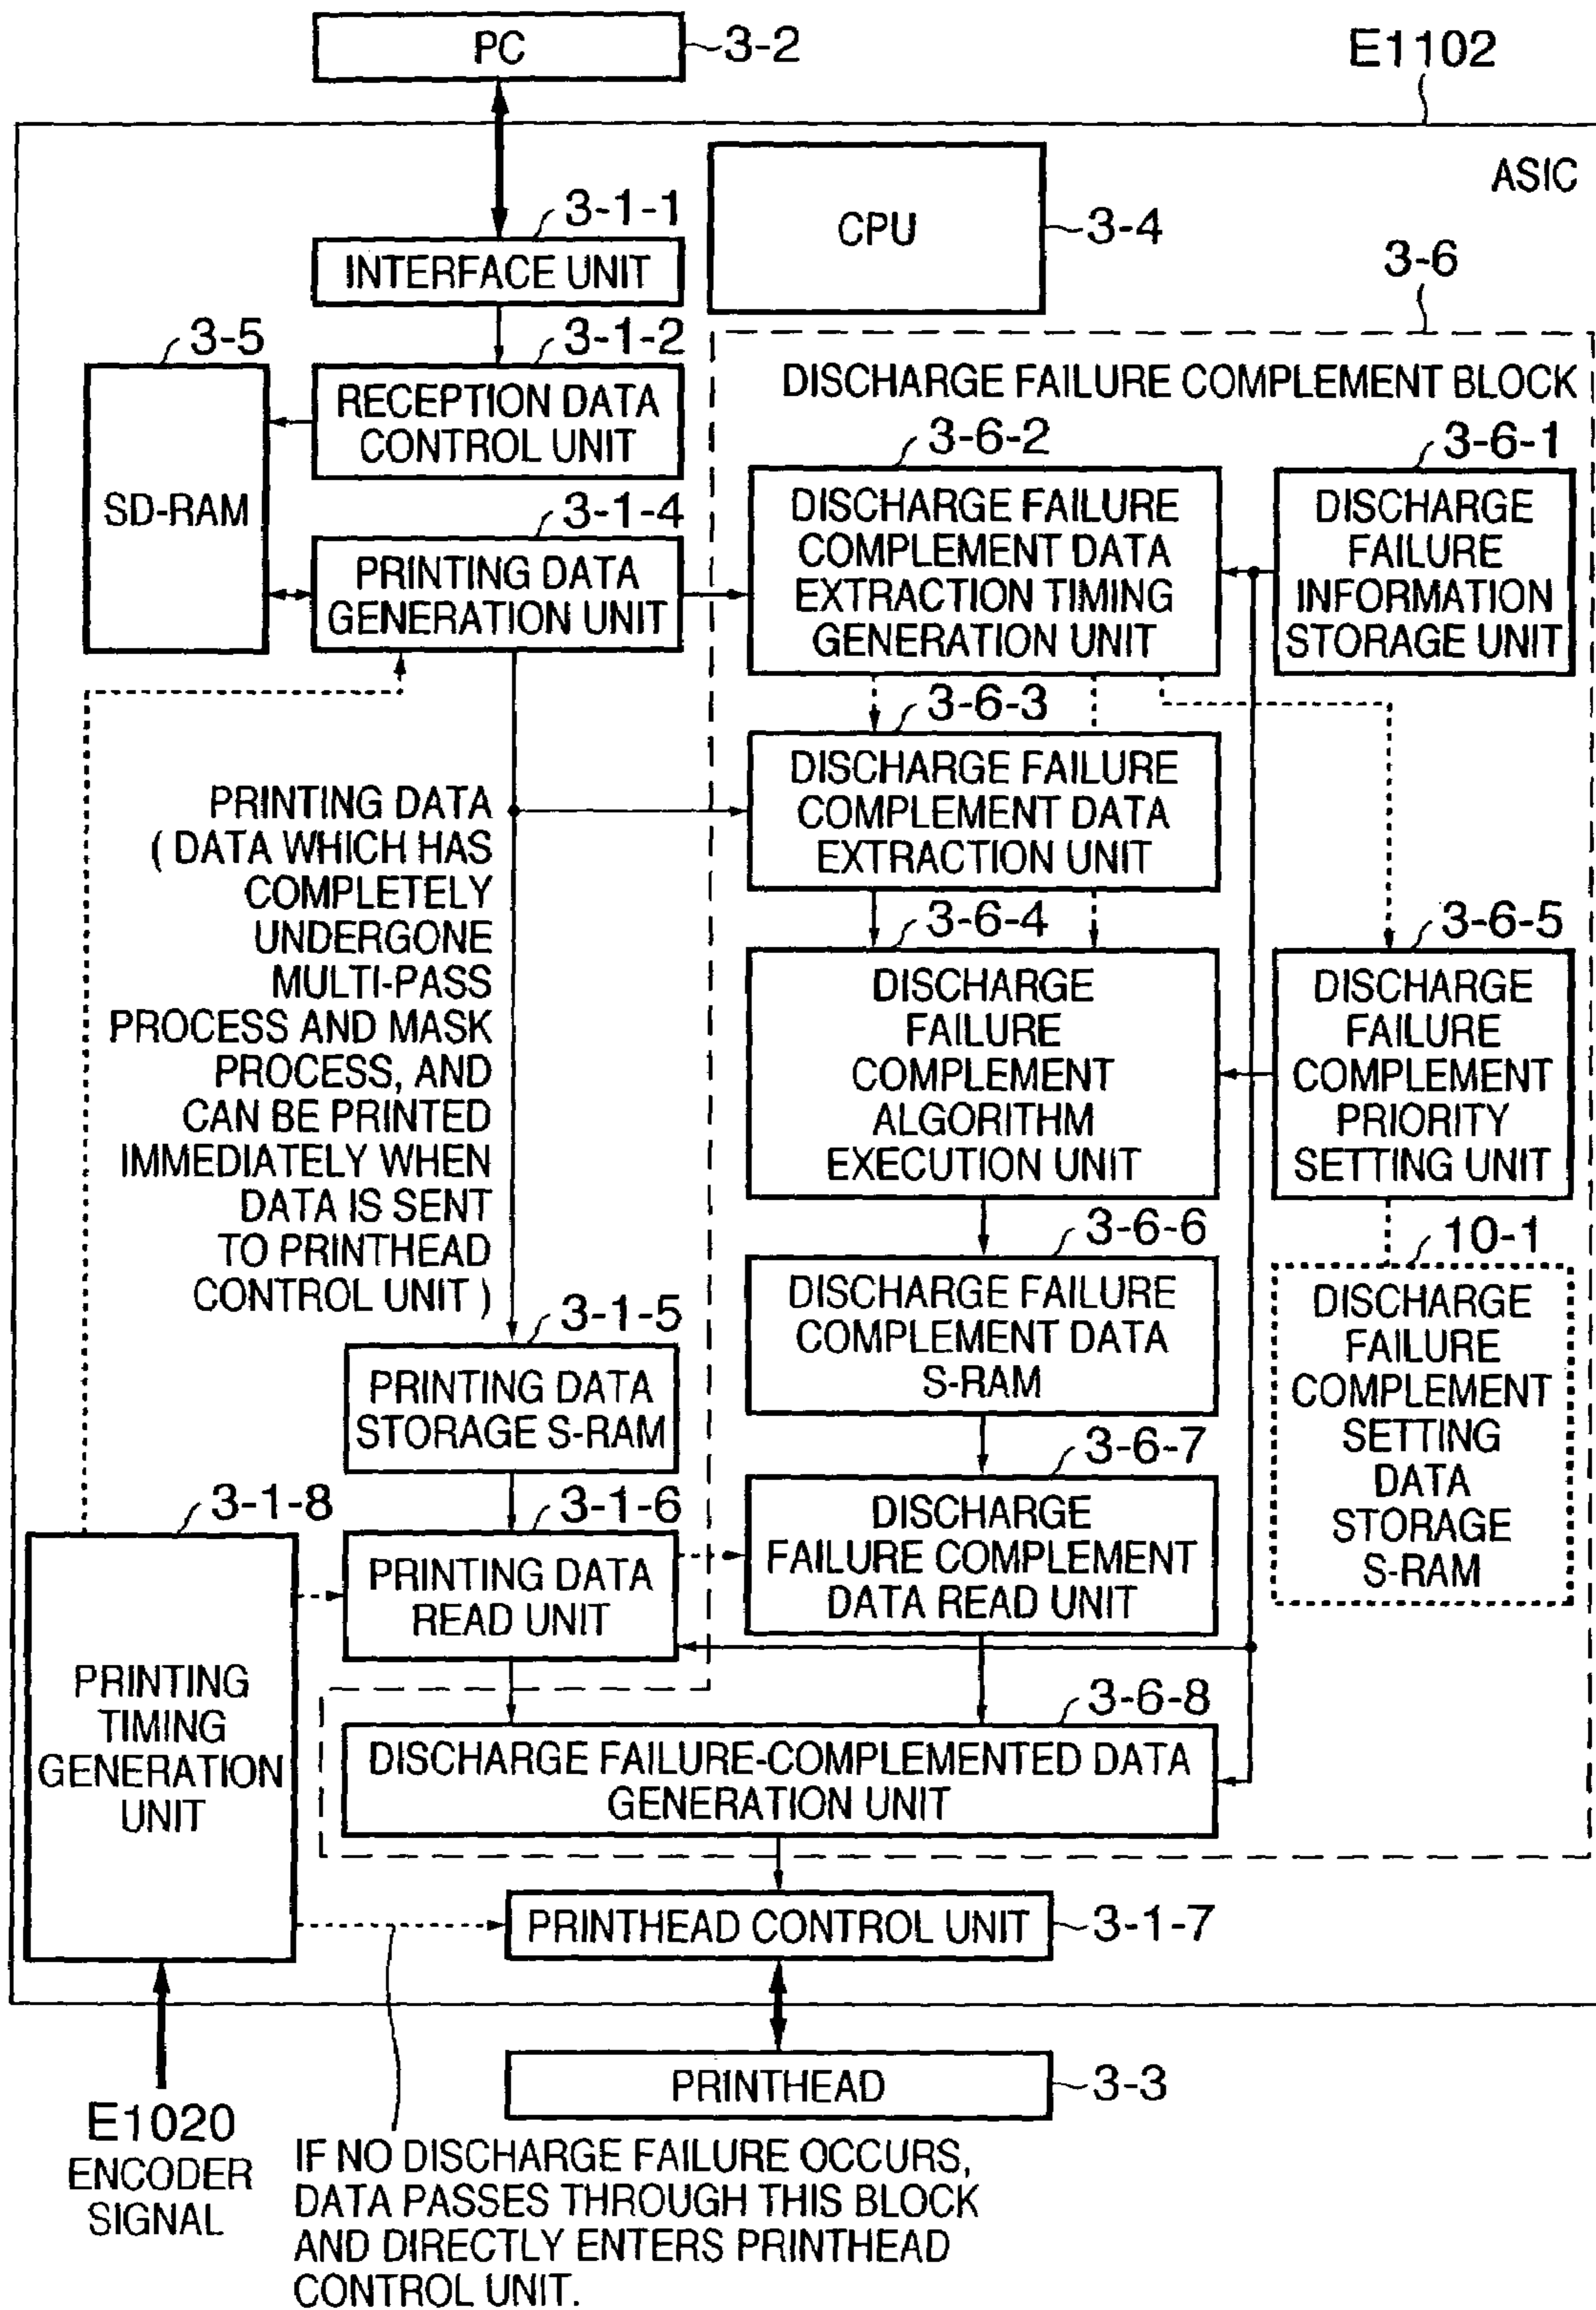 PC
3-2
E1102
ASIC
CPU
3-4
3-1-1
INTERFACE UNIT
3-6
3-5
SD-RAM
3-1-2
RECEPTION DATA
CONTROL UNIT
DISCHARGE FAILURE COMPLEMENT BLOCK
3-1-4
PRINTING DATA
GENERATION UNIT
3-6-2
DISCHARGE FAILURE
COMPLEMENT DATA
EXTRACTION TIMING
GENERATION UNIT
3-6-1
DISCHARGE
FAILURE
INFORMATION
STORAGE UNIT
3-6-3
DISCHARGE FAILURE
COMPLEMENT DATA
EXTRACTION UNIT
PRINTING DATA
( DATA WHICH HAS
COMPLETELY
UNDERGONE
MULTI-PASS
PROCESS AND MASK
PROCESS, AND
CAN BE PRINTED
IMMEDIATELY WHEN
DATA IS SENT
TO PRINTHEAD
CONTROL UNIT )
3-6-4
DISCHARGE
FAILURE
COMPLEMENT
ALGORITHM
EXECUTION UNIT
3-6-5
DISCHARGE
FAILURE
COMPLEMENT
PRIORITY
SETTING UNIT
3-6-6
DISCHARGE FAILURE
COMPLEMENT DATA
S-RAM
10-1
DISCHARGE
FAILURE
COMPLEMENT
SETTING
DATA
STORAGE
S-RAM
3-1-5
PRINTING DATA
STORAGE S-RAM
3-6-7
DISCHARGE
FAILURE COMPLEMENT
DATA READ UNIT
3-1-8
PRINTING
TIMING
GENERATION
UNIT
3-1-6
PRINTING DATA
READ UNIT
3-6-8
DISCHARGE FAILURE-COMPLEMENTED DATA
GENERATION UNIT
PRINTHEAD CONTROL UNIT
3-1-7
PRINTHEAD
3-3
E1020
ENCODER
SIGNAL
IF NO DISCHARGE FAILURE OCCURS,
DATA PASSES THROUGH THIS BLOCK
AND DIRECTLY ENTERS PRINTHEAD
CONTROL UNIT.